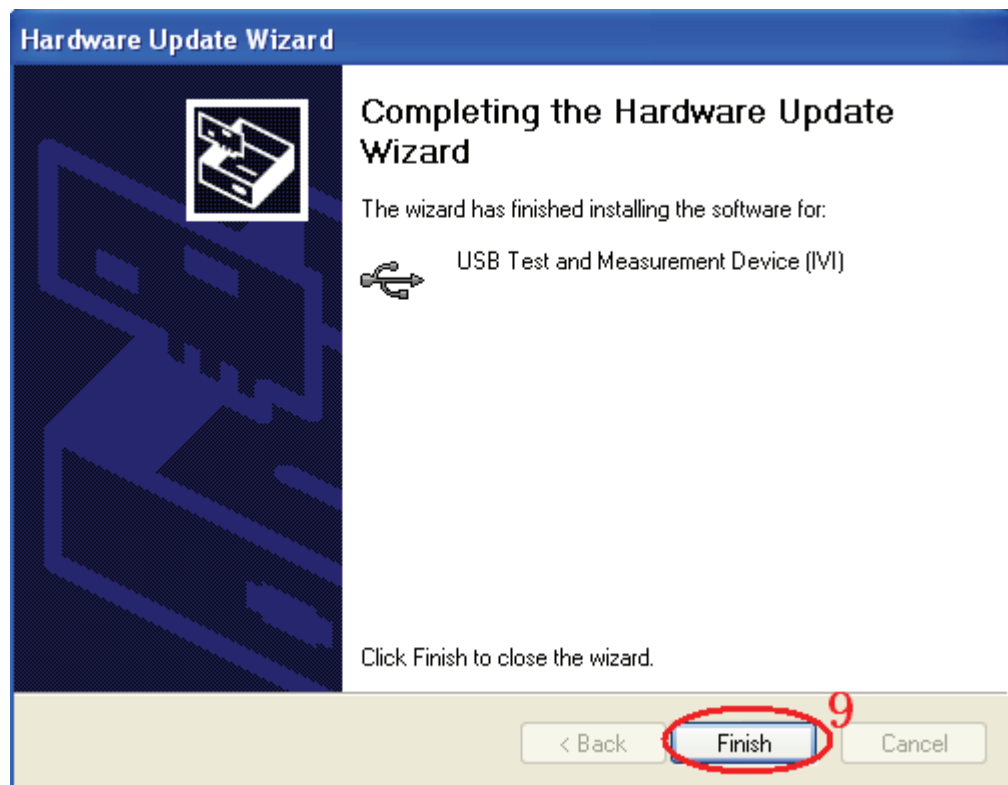 Hardware Update Wizard
Completing the Hardware Update
Wizard
The wizard has finished installing the software for:
USB Test and Measurement Device (IVI)
Click Finish to close the wizard.
9
< Back Finish Cancel